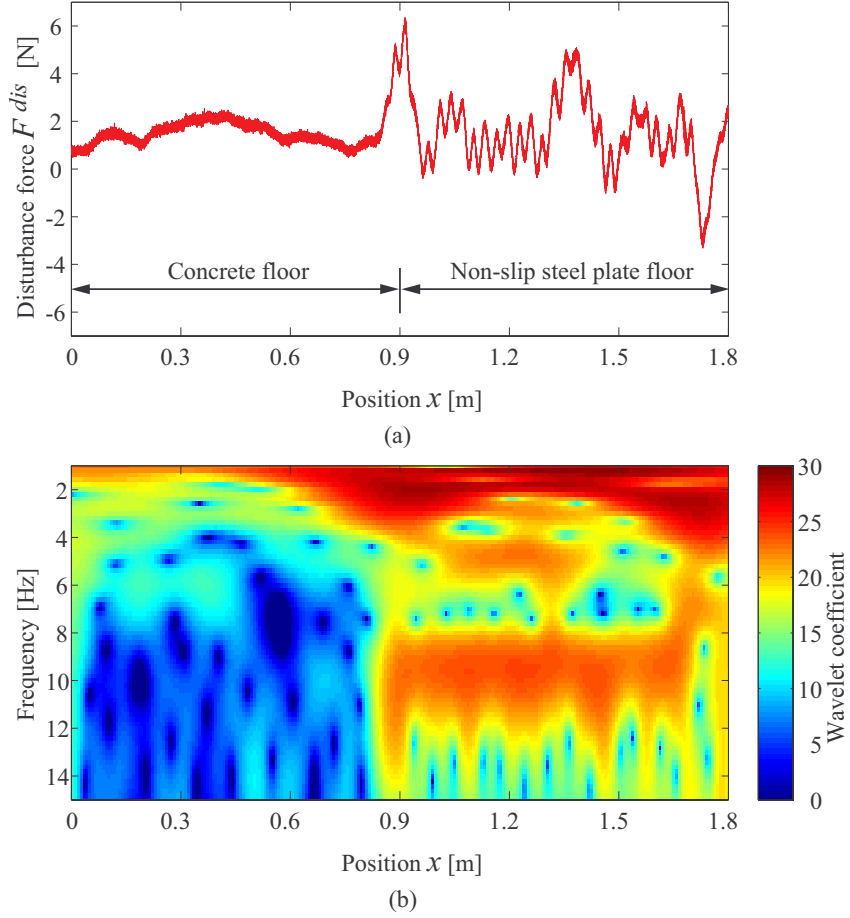 6
4
2
0
-2
-4
-6
Disturbance force F dis [N]
Concrete floor
Non-slip steel plate floor
0 0.3 0.6 0.9 1.2 1.5 1.8
Position x [m]
(a)
2
4
6
8
10
12
14
Frequency [Hz]
0 0.3 0.6 0.9 1.2 1.5 1.8
Position x [m]
(b)
30
25
20
15
10
5
0
Wavelet coefficient